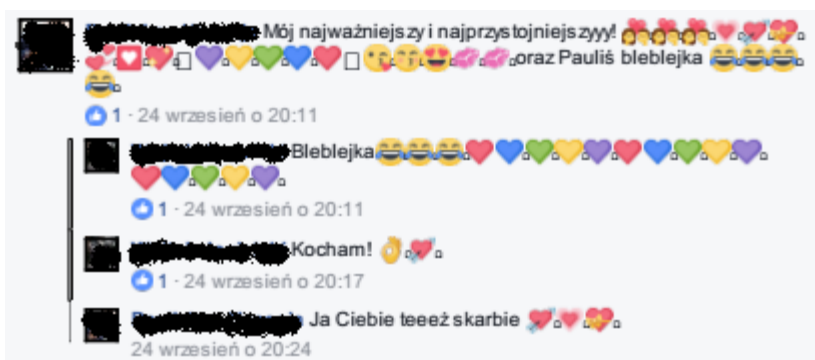 Mój najważniejszy i najprzystojniejszyyy! 💏💏💏💗💘💝
💕💟💖💜💛💚💙❤️😘😙😍💋💋oraz Pauliś bleblejka 😂😂😂
😂
1 · 24 wrzesień o 20:11
Bleblejka😂😂😂❤️💙💚💛💜❤️💙💚💛💜
❤️💙💚💛💜
1 · 24 wrzesień o 20:11
Kocham! 👌💘
1 · 24 wrzesień o 20:17
Ja Ciebie teeeż skarbie 💘💗💝
24 wrzesień o 20:24